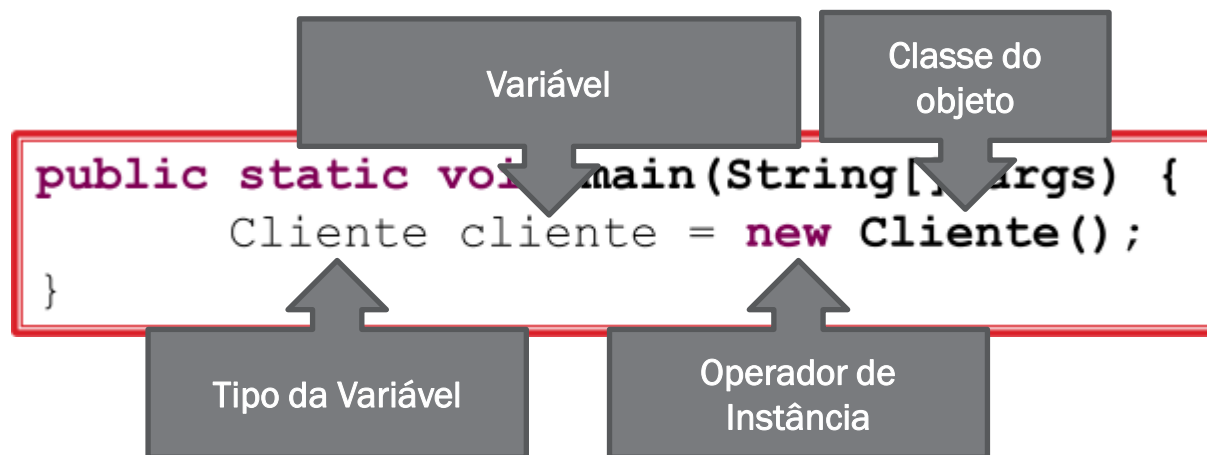 Variável
Classe do
objeto
public static voi main(String[] args) {
Cliente cliente = new Cliente();
}
Tipo da Variável
Operador de
Instância